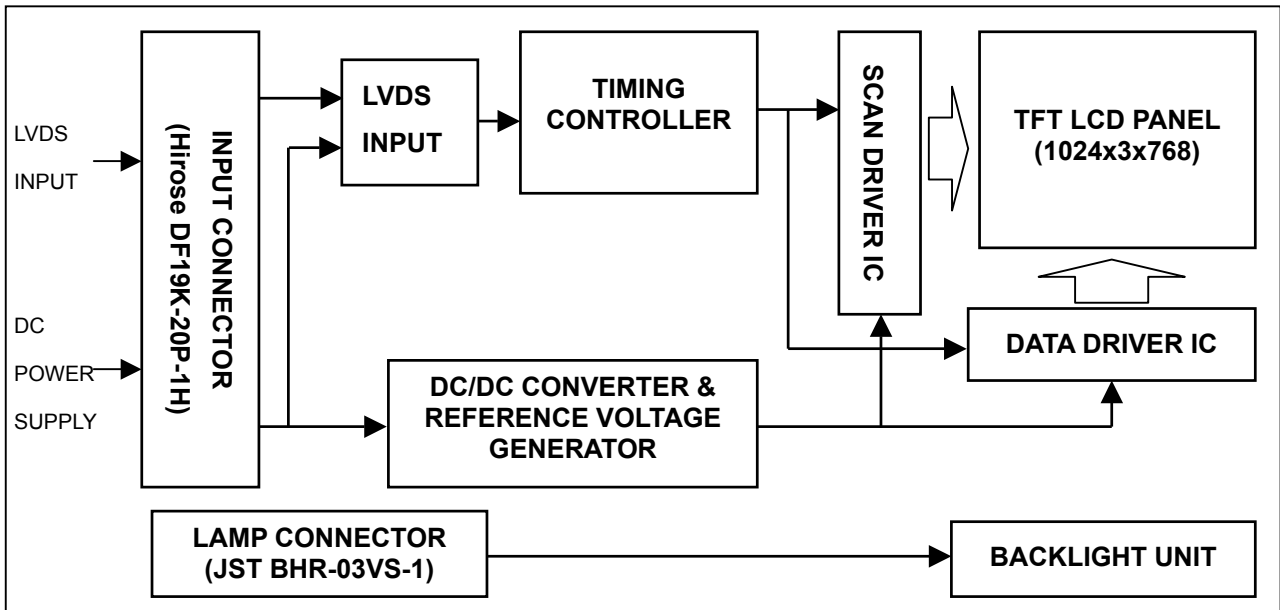 LVDS
INPUT
DC
POWER
SUPPLY
INPUT CONNECTOR
(Hirose DF19K-20P-1H)
LVDS
INPUT
TIMING
CONTROLLER
SCAN DRIVER IC
TFT LCD PANEL
(1024x3x768)
DATA DRIVER IC
DC/DC CONVERTER &
REFERENCE VOLTAGE
GENERATOR
LAMP CONNECTOR
(JST BHR-03VS-1)
BACKLIGHT UNIT